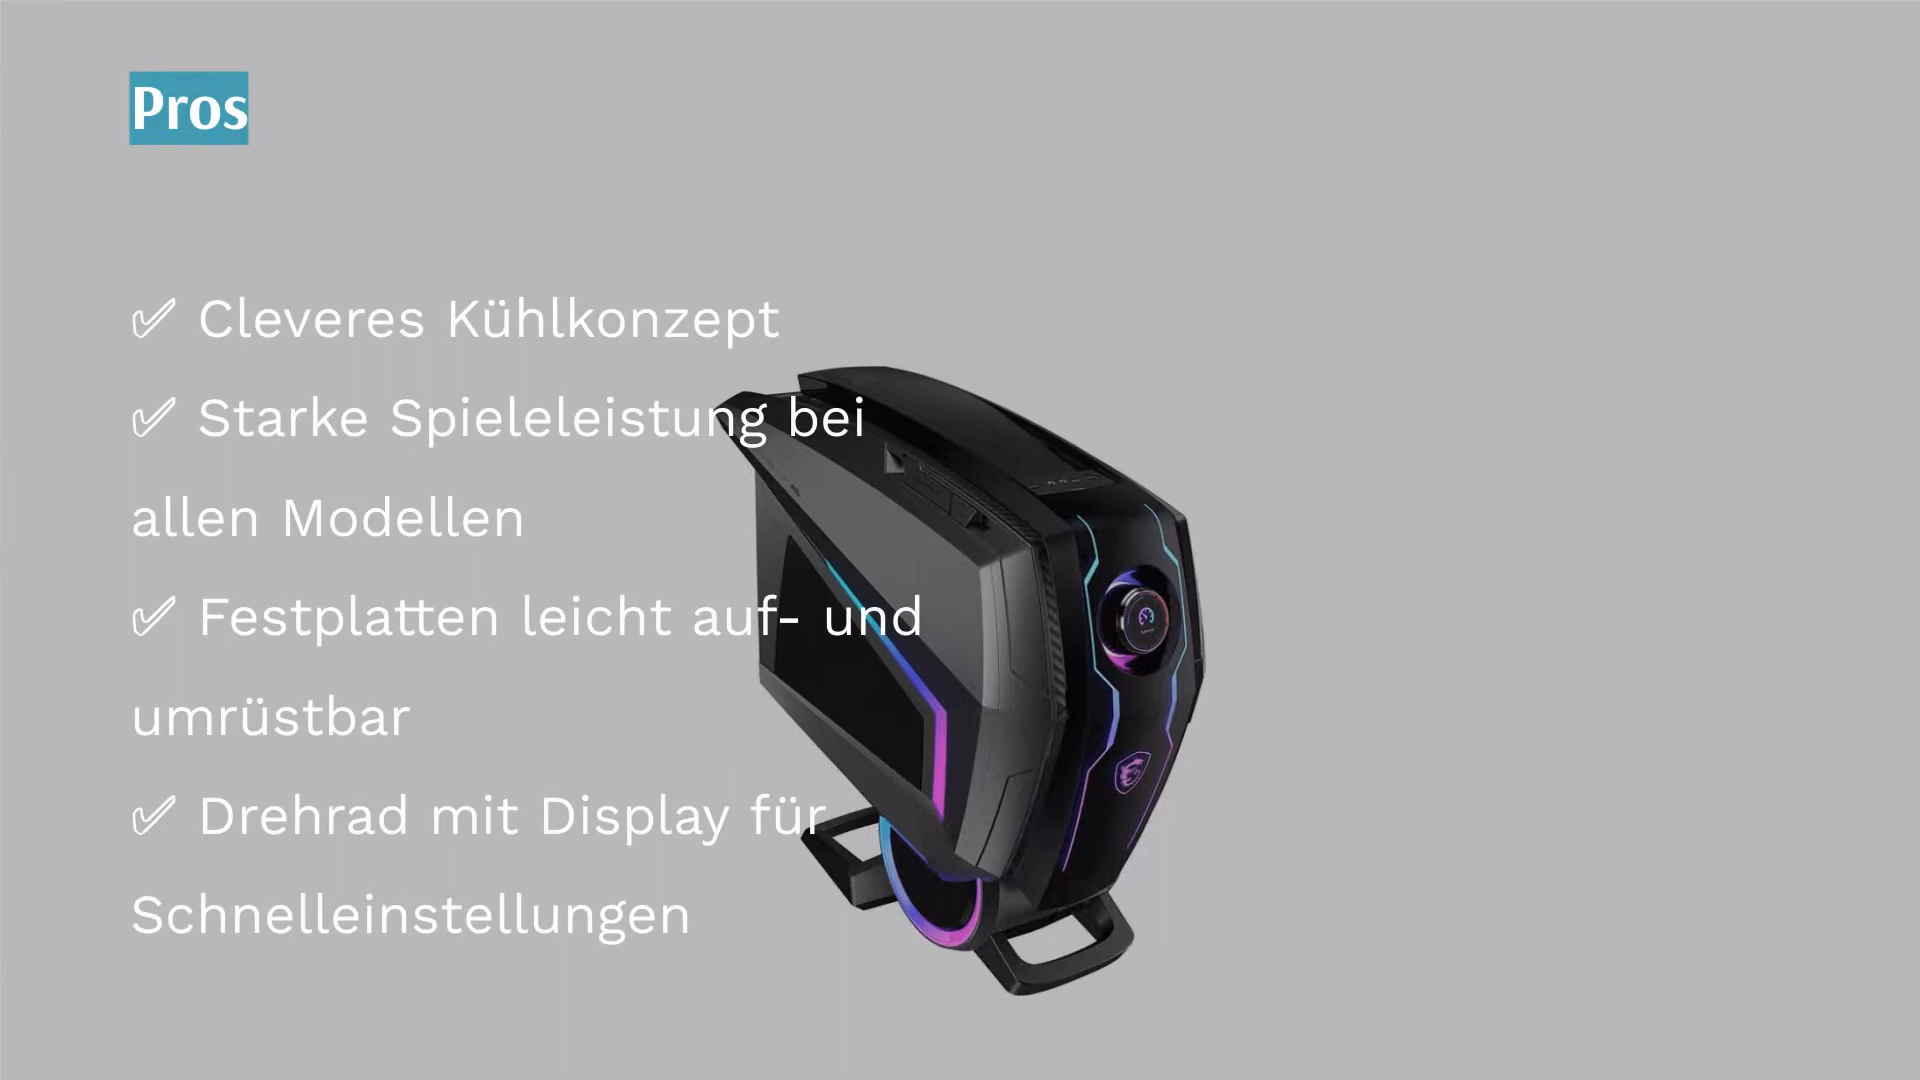 Pros
✅ Cleveres Kühlkonzept
✅ Starke Spieleleistung bei
allen Modellen
✅ Festplatten leicht auf- und
umrüstbar
✅ Drehrad mit Display für
Schnelleinstellungen